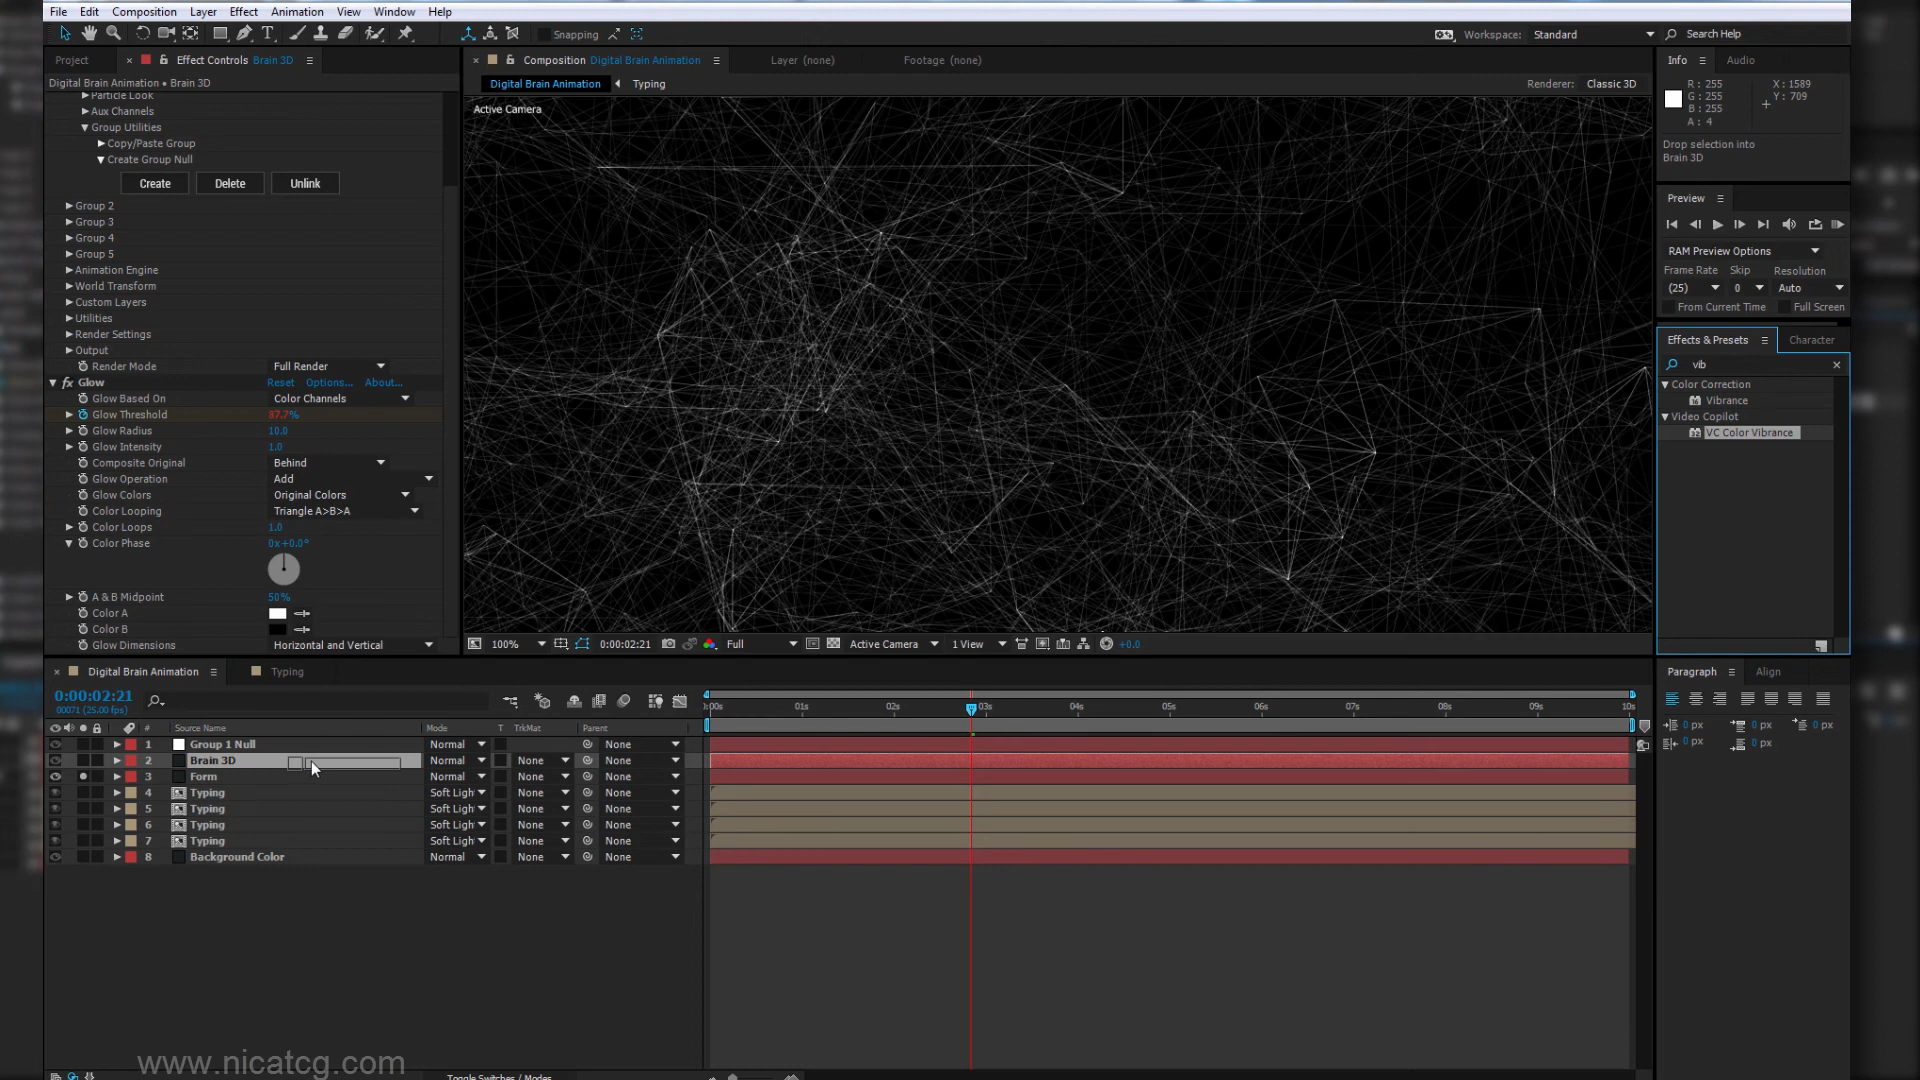 File Edit Composition Layer Effect Animation View Window Help
Snapping Workspace: Standard Search Help
Project Effect Controls Brain 3D Composition Digital Brain Animation Layer (none) Footage (none) Info Audio
Digital Brain Animation • Brain 3D Digital Brain Animation Typing Renderer: Classic 3D
Active Camera
R: 255 X: 1589
G: 255 Y: 709
B: 255
A: 4
Drop selection into
Brain 3D
Particle Look
Aux Channels
Group Utilities
Copy/Paste Group
Create Group Null
Create Delete Unlink
Group 2
Group 3
Group 4
Group 5
Animation Engine
World Transform
Custom Layers
Utilities
Render Settings
Output
Render Mode Full Render
fx Glow Reset Options... About...
Glow Based On Color Channels
Glow Threshold 87.7%
Glow Radius 10.0
Glow Intensity 1.0
Composite Original Behind
Glow Operation Add
Glow Colors Original Colors
Color Looping Triangle A>B>A
Color Loops 1.0
Color Phase 0x+0.0°
A & B Midpoint 50%
Color A
Color B
Glow Dimensions Horizontal and Vertical
Preview
RAM Preview Options
Frame Rate Skip Resolution
(25) 0 Auto
From Current Time Full Screen
Effects & Presets Character
vib
Color Correction
Vibrance
Video Copilot
VC Color Vibrance
100% 0:00:02:21 Full Active Camera 1 View +0.0
Digital Brain Animation Typing
0:00:02:21
00071 (25.00 fps)
:00s 01s 02s 03s 04s 05s 06s 07s 08s 09s 10s
# Source Name Mode T TrkMat Parent
1 Group 1 Null Normal None
2 Brain 3D Normal None None
3 Form Normal None None
4 Typing Soft Ligh None None
5 Typing Soft Ligh None None
6 Typing Soft Ligh None None
7 Typing Soft Ligh None None
8 Background Color Normal None None
Paragraph Align
0 px 0 px 0 px
0 px 0 px
www.nicatcg.com
Toggle Switches / Modes